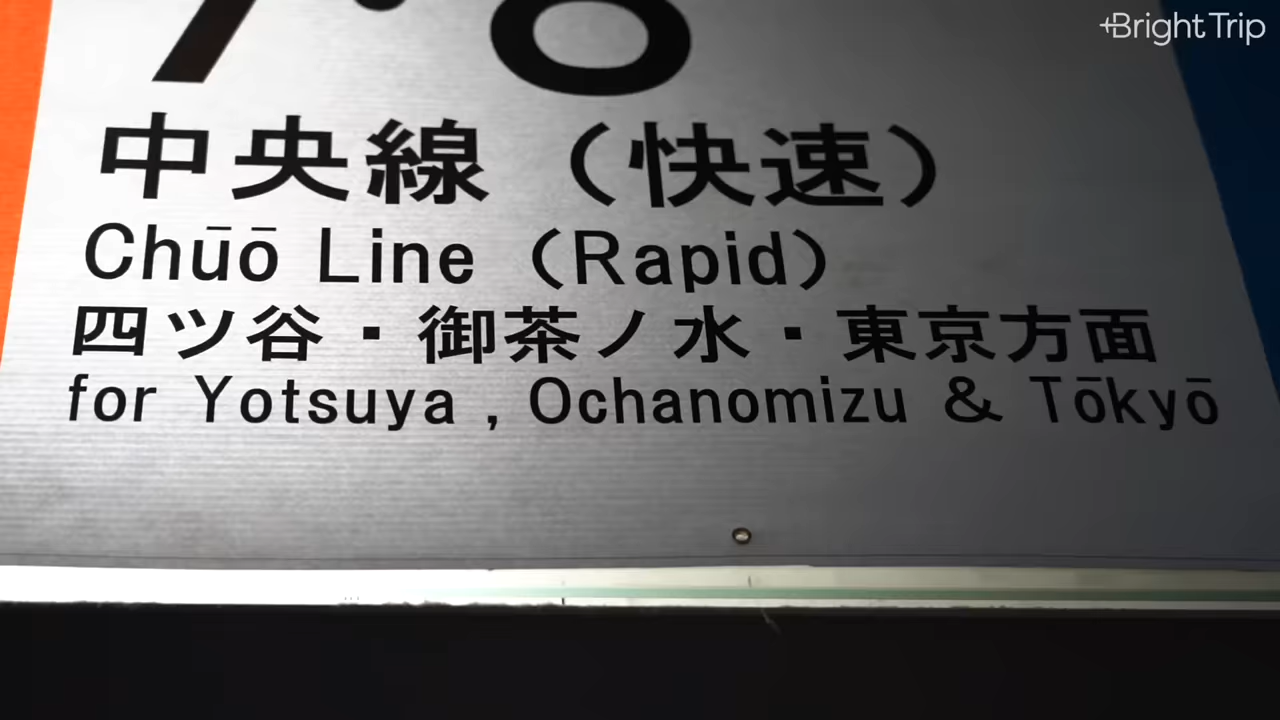 Bright Trip
中央線（快速）
Chūō Line (Rapid)
四ツ谷・御茶ノ水・東京方面
for Yotsuya , Ochanomizu & Tōkyō